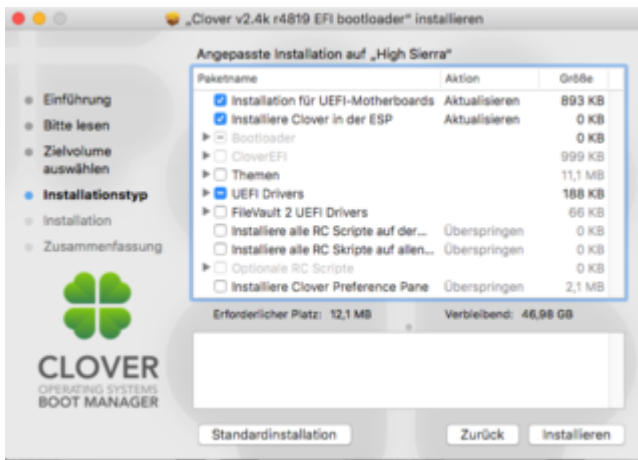 „Clover v2.4k r4819 EFI bootloader“ installieren
Angepasste Installation auf „High Sierra“
Einführung
Bitte lesen
Zielvolume
auswählen
Installationstyp
Installation
Zusammenfassung
CLOVER
OPERATING SYSTEMS
BOOT MANAGER
Paketname Aktion Größe
Installation für UEFI-Motherboards Aktualisieren 893 KB
Installiere Clover in der ESP Aktualisieren 0 KB
Bootloader 0 KB
CloverEFI 999 KB
Themen 11,1 MB
UEFI Drivers 188 KB
FileVault 2 UEFI Drivers 66 KB
Installiere alle RC Scripte auf der... Überspringen 0 KB
Installiere alle RC Skripte auf allen... Überspringen 0 KB
Optionale RC Scripte 0 KB
Installiere Clover Preference Pane Überspringen 2,1 MB
Erforderlicher Platz: 12,1 MB Verbleibend: 46,98 GB
Standardinstallation Zurück Installieren